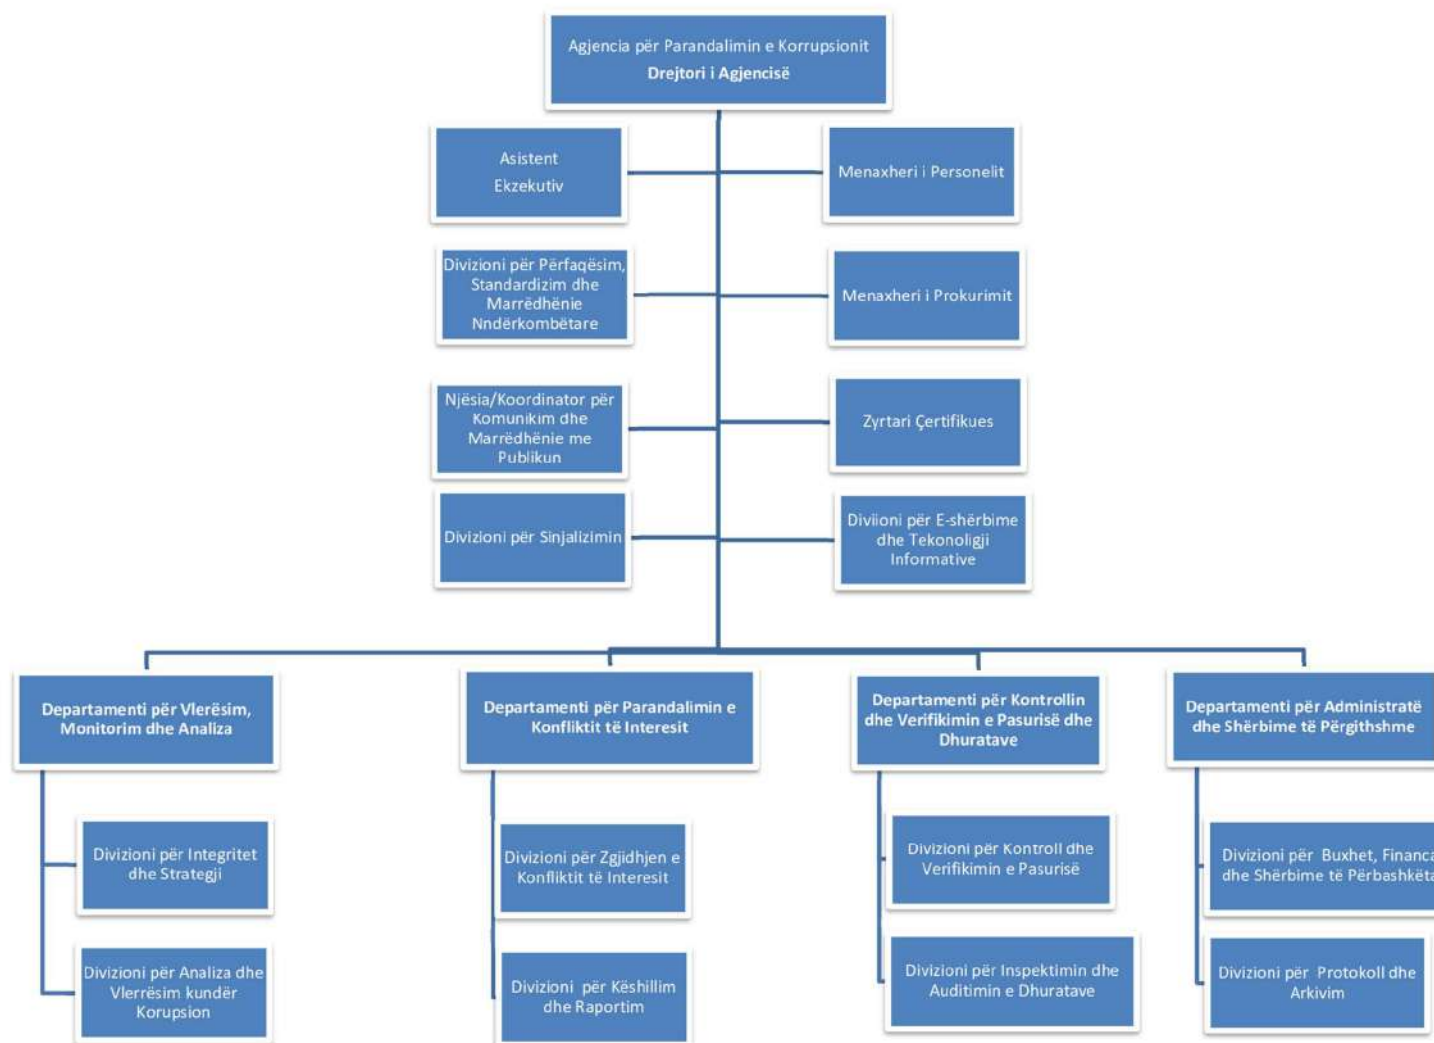 Agjencia për Parandalimin e Korrupsionit
Drejtori i Agjencisë
Asistent
Ekzekutiv
Menaxheri i Personelit
Divizioni për Përfaqësim,
Standardizim dhe
Marrëdhënie
Nndërkombëtare
Menaxheri i Prokurimit
Njësia/Koordinator për
Komunikim dhe
Marrëdhënie me
Publikun
Zyrtari Çertifikues
Divizioni për Sinjalizimin
Diviioni për E-shërbime
dhe Tekonoligji
Informative
Departamenti për Vlerësim,
Monitorim dhe Analiza
Departamenti për Parandalimin e
Konfliktit të Interesit
Departamenti për Kontrollin
dhe Verifikimin e Pasurisë dhe
Dhuratave
Departamenti për Administratë
dhe Shërbime të Përgithshme
Divizioni për Integritet
dhe Strategji
Divizioni për Zgjidhjen e
Konfliktit të Interesit
Divizioni për Kontroll dhe
Verifikimin e Pasurisë
Divizioni për Buxhet, Financa
dhe Shërbime të Përbashkëta
Divizioni për Analiza dhe
Vlerrësim kundër
Korupsion
Divizioni për Këshillim
dhe Raportim
Divizioni për Inspektimin dhe
Auditimin e Dhuratave
Divizioni për Protokoll dhe
Arkivim